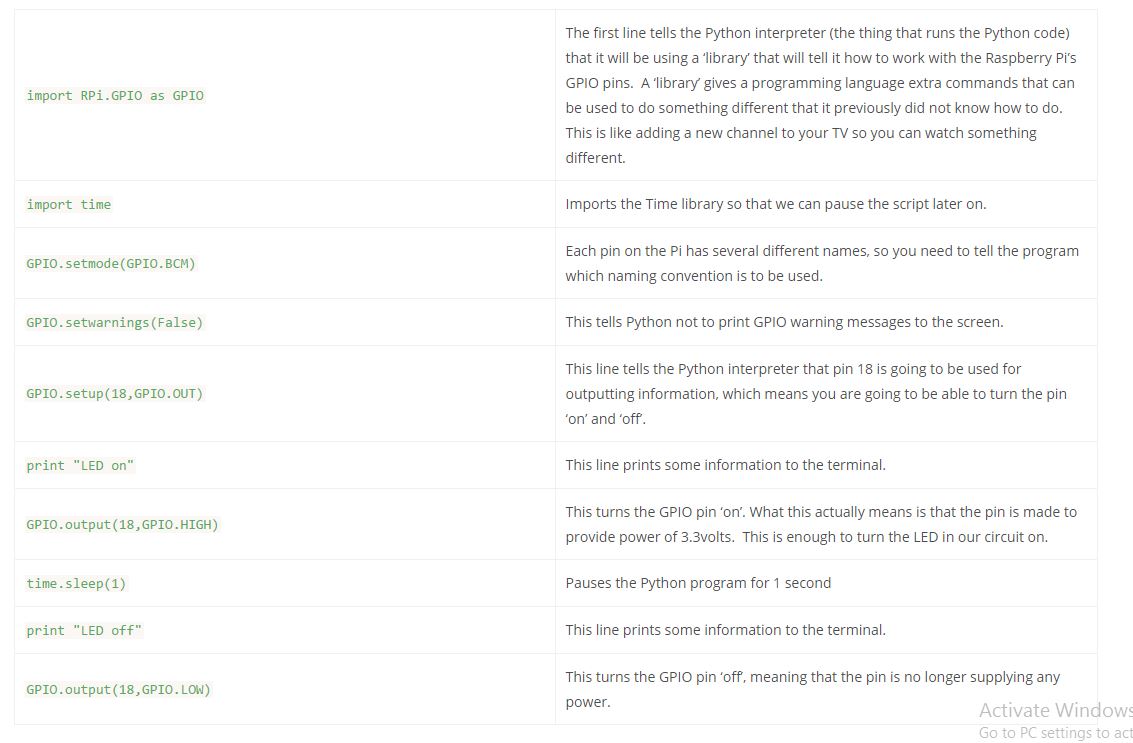 import RPi.GPIO as GPIO
The first line tells the Python interpreter (the thing that runs the Python code)
that it will be using a ‘library’ that will tell it how to work with the Raspberry Pi’s
GPIO pins.  A ‘library’ gives a programming language extra commands that can
be used to do something different that it previously did not know how to do.
This is like adding a new channel to your TV so you can watch something
different.
import time
Imports the Time library so that we can pause the script later on.
GPIO.setmode(GPIO.BCM)
Each pin on the Pi has several different names, so you need to tell the program
which naming convention is to be used.
GPIO.setwarnings(False)
This tells Python not to print GPIO warning messages to the screen.
GPIO.setup(18,GPIO.OUT)
This line tells the Python interpreter that pin 18 is going to be used for
outputting information, which means you are going to be able to turn the pin
‘on’ and ‘off’.
print "LED on"
This line prints some information to the terminal.
GPIO.output(18,GPIO.HIGH)
This turns the GPIO pin ‘on’. What this actually means is that the pin is made to
provide power of 3.3volts.  This is enough to turn the LED in our circuit on.
time.sleep(1)
Pauses the Python program for 1 second
print "LED off"
This line prints some information to the terminal.
GPIO.output(18,GPIO.LOW)
This turns the GPIO pin ‘off’, meaning that the pin is no longer supplying any
power.
Activate Windows
Go to PC settings to act